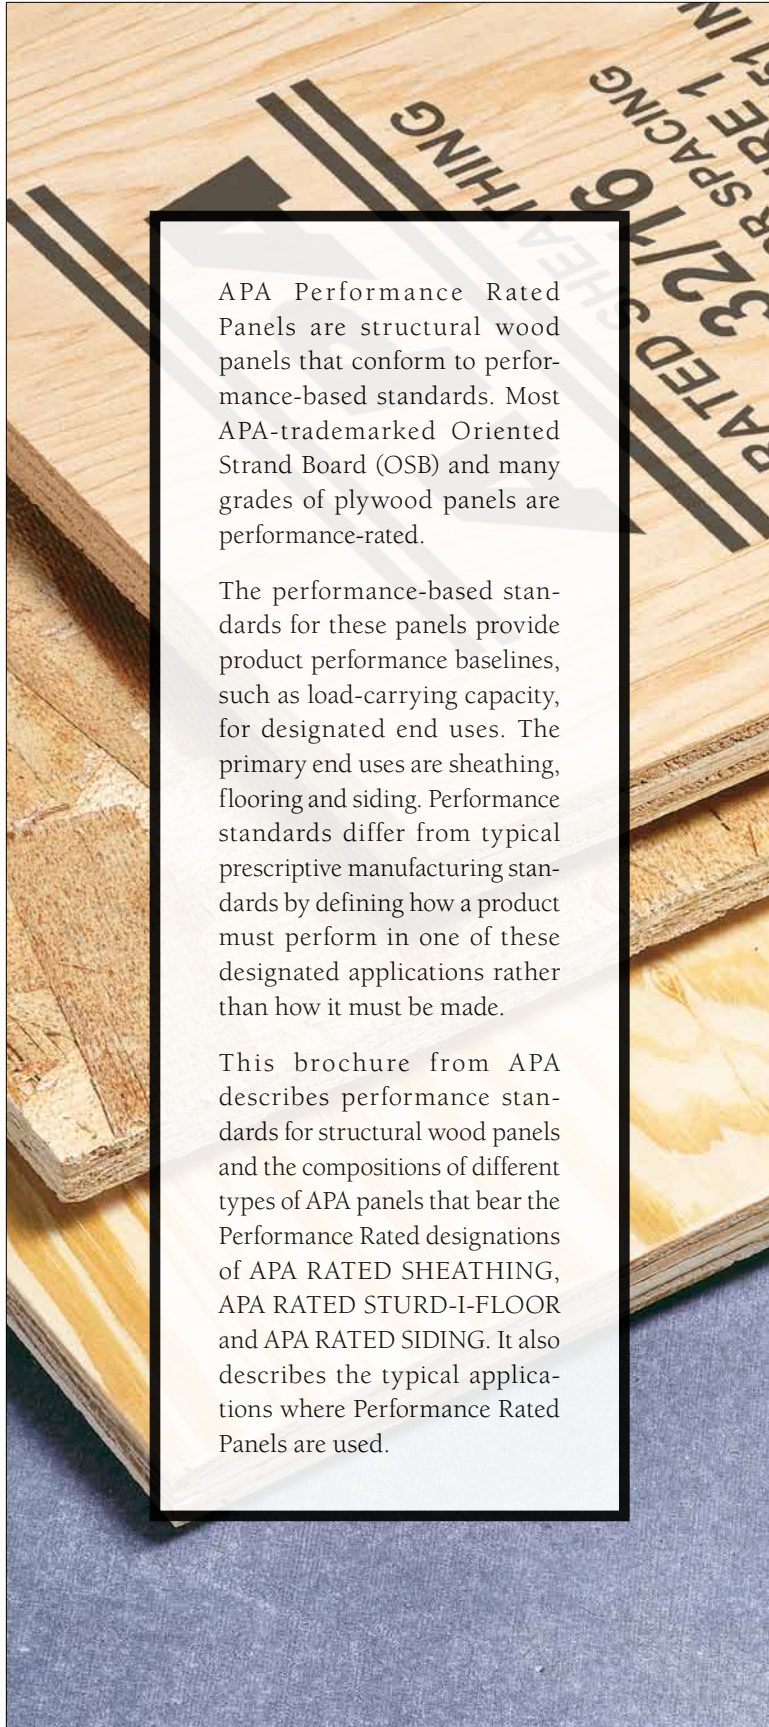 RATED SHEATHING
32/16
SPACING
APA
APA Performance Rated
Panels are structural wood
panels that conform to perfor-
mance-based standards. Most
APA-trademarked Oriented
Strand Board (OSB) and many
grades of plywood panels are
performance-rated.
The performance-based stan-
dards for these panels provide
product performance baselines,
such as load-carrying capacity,
for designated end uses. The
primary end uses are sheathing,
flooring and siding. Performance
standards differ from typical
prescriptive manufacturing stan-
dards by defining how a product
must perform in one of these
designated applications rather
than how it must be made.
This brochure from APA
describes performance stan-
dards for structural wood panels
and the compositions of different
types of APA panels that bear the
Performance Rated designations
of APA RATED SHEATHING,
APA RATED STURD-I-FLOOR
and APA RATED SIDING. It also
describes the typical applica-
tions where Performance Rated
Panels are used.